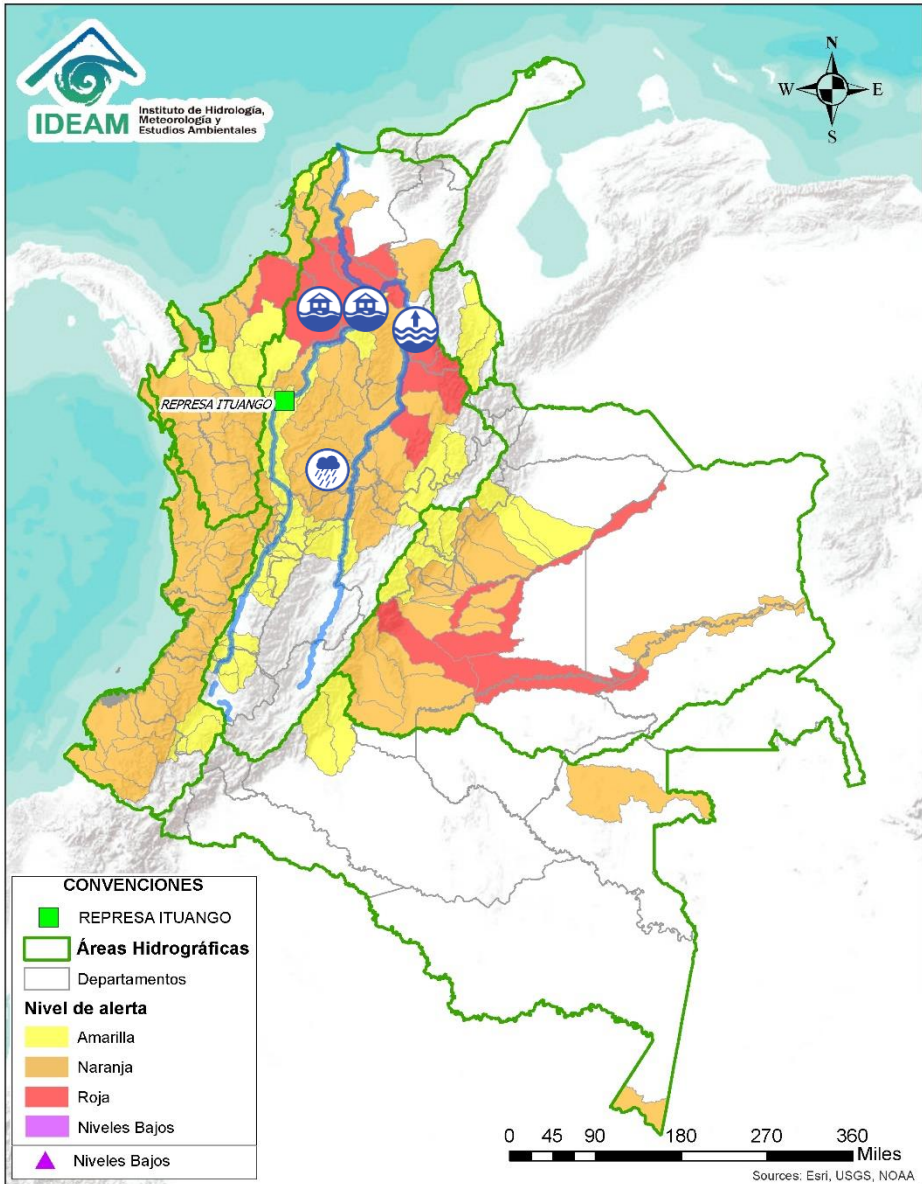 IDEAM
Instituto de Hidrología,
Meteorología y
Estudios Ambientales
N
W E
S
REPRESA ITUANGO
CONVENCIONES
REPRESA ITUANGO
Áreas Hidrográficas
Departamentos
Nivel de alerta
Amarilla
Naranja
Roja
Niveles Bajos
Niveles Bajos
0 45 90 180 270 360
Miles
Sources: Esri, USGS, NOAA